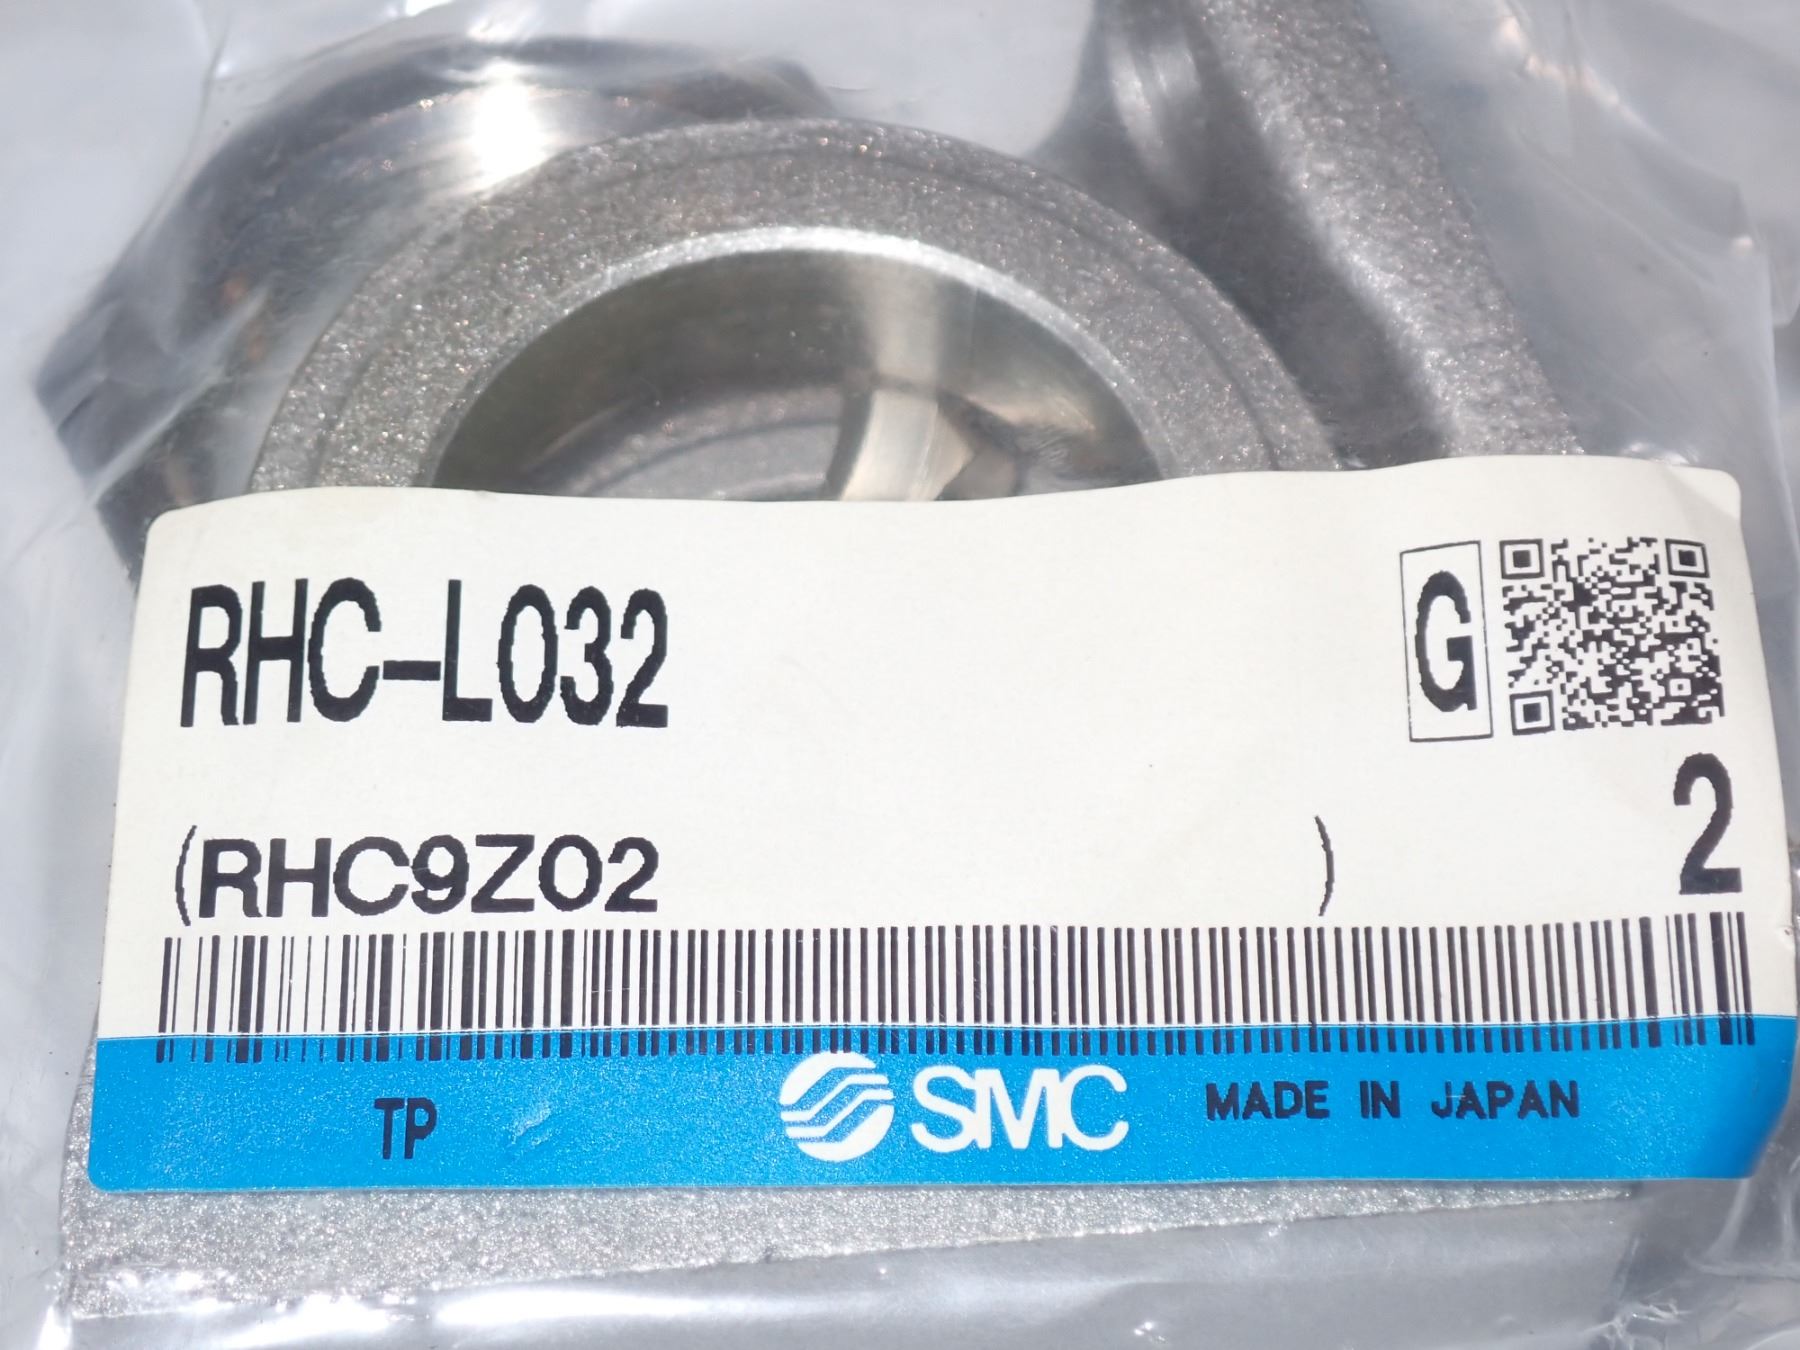 RHC-L032
G
(RHC9Z02 )
2
TP
SMC
MADE IN JAPAN